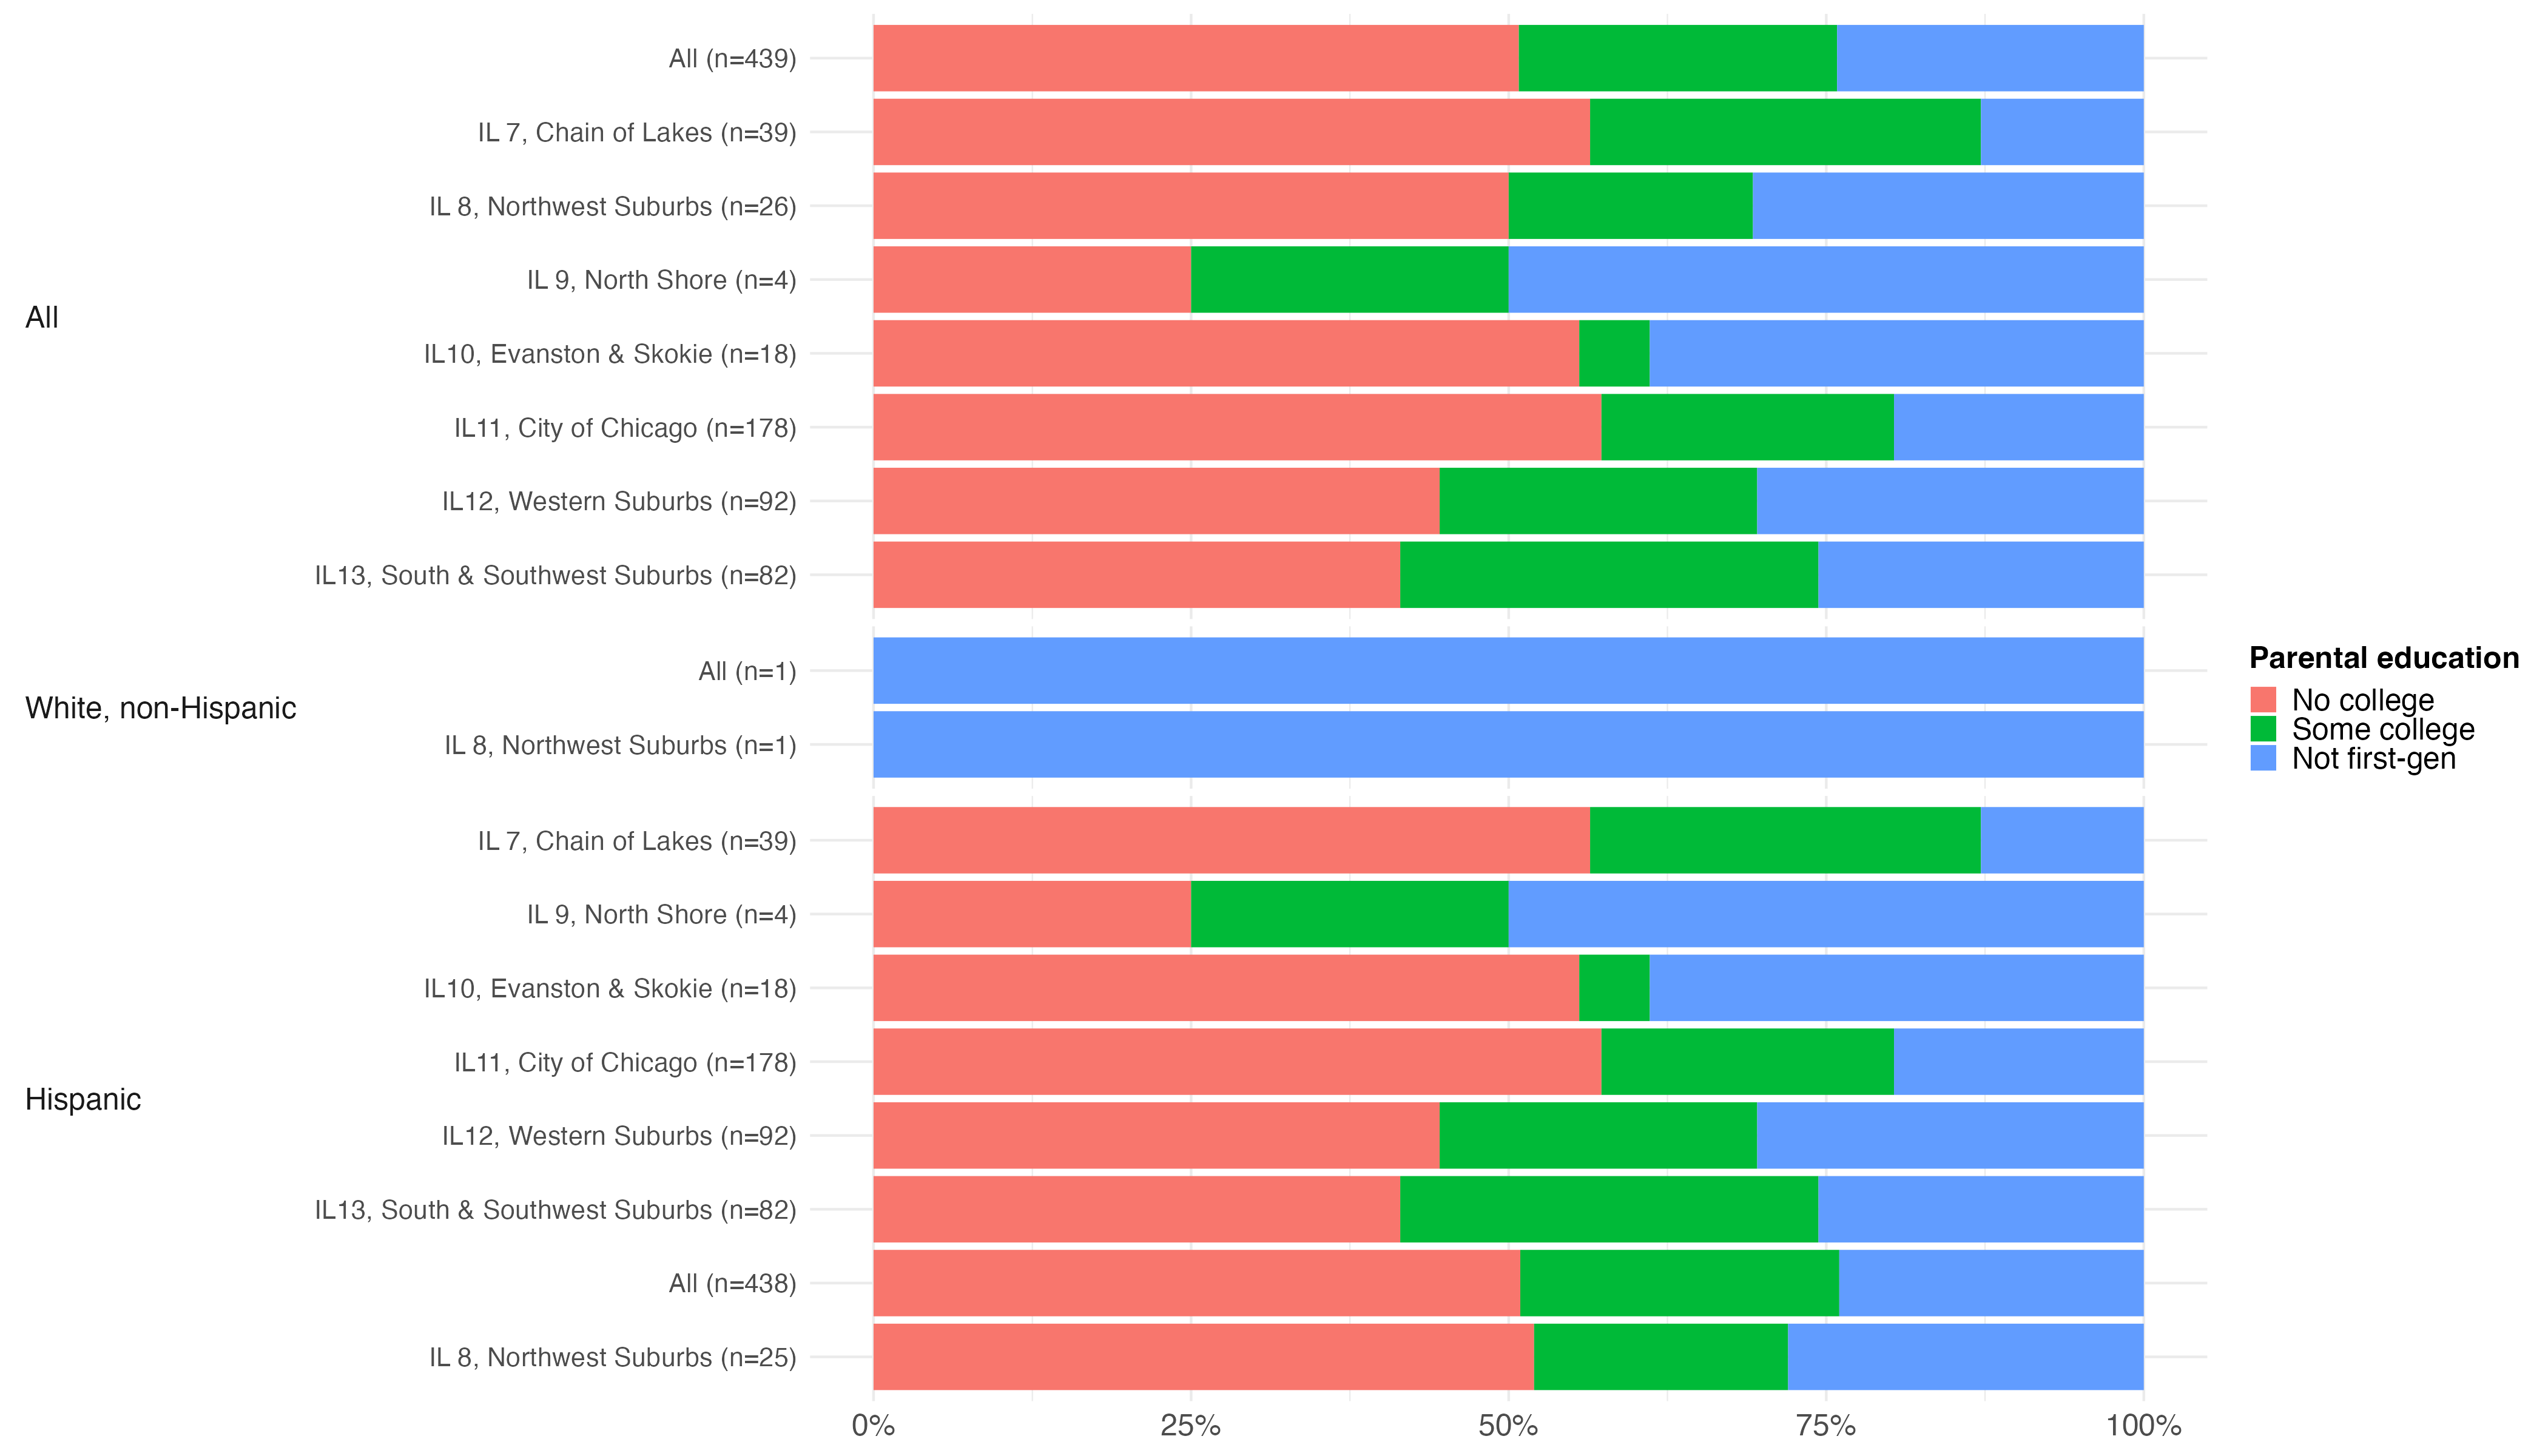 All
All (n=439)
IL 7, Chain of Lakes (n=39)
IL 8, Northwest Suburbs (n=26)
IL 9, North Shore (n=4)
IL10, Evanston & Skokie (n=18)
IL11, City of Chicago (n=178)
IL12, Western Suburbs (n=92)
IL13, South & Southwest Suburbs (n=82)
White, non-Hispanic
All (n=1)
IL 8, Northwest Suburbs (n=1)
Hispanic
IL 7, Chain of Lakes (n=39)
IL 9, North Shore (n=4)
IL10, Evanston & Skokie (n=18)
IL11, City of Chicago (n=178)
IL12, Western Suburbs (n=92)
IL13, South & Southwest Suburbs (n=82)
All (n=438)
IL 8, Northwest Suburbs (n=25)
0% 25% 50% 75% 100%
Parental education
No college
Some college
Not first-gen